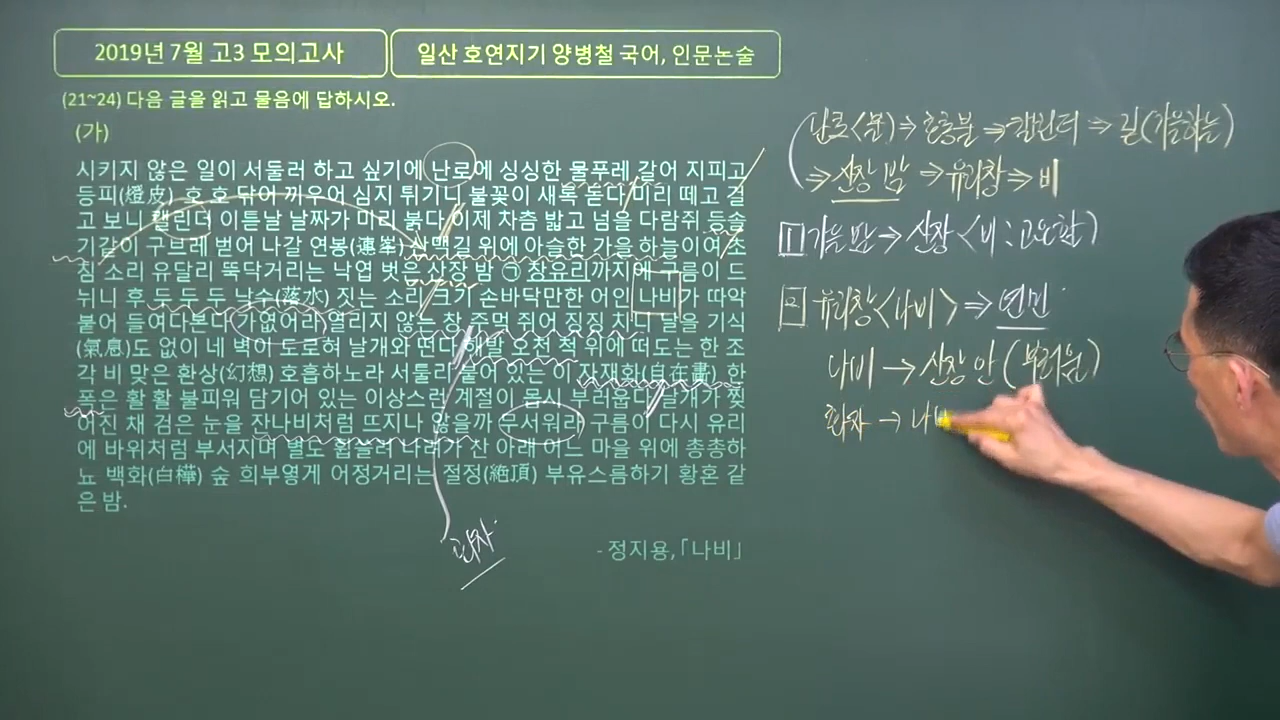 2019년 7월 고3 모의고사
일산 호연지기 양병철 국어, 인문논술
(21~24) 다음 글을 읽고 물음에 답하시오.
(가)
시키지 않은 일이 서둘러 하고 싶기에 난로에 싱싱한 물푸레 갈어 지피고
등피(燈皮) 호 호 닦어 끼우어 심지 튀기니 불꽃이 새록 돋다 미리 떼고 걸
고 보니 캘린더 이튿날 날짜가 미리 붉다 이제 차츰 밟고 넘을 다람쥐 등솔
기같이 구브레 벋어 나갈 연봉(連峯) 산맥길 위에 아슬한 가을 하늘이여 초
침 소리 유달리 뚝닥거리는 낙엽 벗은 산장 밤 ㉠ 창유리까지에 구름이 드
뉘니 후 두 두 두 낙수(落水) 짓는 소리 크기 손바닥만한 어인 나비가 따악
붙어 들여다본다 가엾어라 열리지 않는 창 주먹 쥐어 징징 치니 날을 기식
(氣息)도 없이 네 벽이 도로혀 날개와 떤다 해발 오천 척 위에 떠도는 한 조
각 비 맞은 환상(幻想) 호흡하노라 서툴리 붙어 있는 이 자재화(自在畵) 한
폭은 활 활 불피워 담기어 있는 이상스런 계절이 몹시 부러웁다 날개가 찢
어진 채 검은 눈을 잔나비처럼 뜨지나 않을까 무서워라 구름이 다시 유리
에 바위처럼 부서지며 별도 휩쓸려 나려가 찬 아래 어느 마을 위에 총총하
뇨 백화(白樺) 숲 희부옇게 어정거리는 절정(絶頂) 부유스름하기 황혼 같
은 밤.
- 정지용, 「나비」
화자
(난로<불) ⇒ 호롱불 ⇒ 캘린더 ⇒ 길(가을하늘)
⇒ 산장 밤 ⇒ 유리창 ⇒ 비
1 가을 밤 → 산장 <비 : 고요함)
2 유리창 <나비> ⇒ 연민
나비 → 산장 안 (부러움)
화자 → 나비